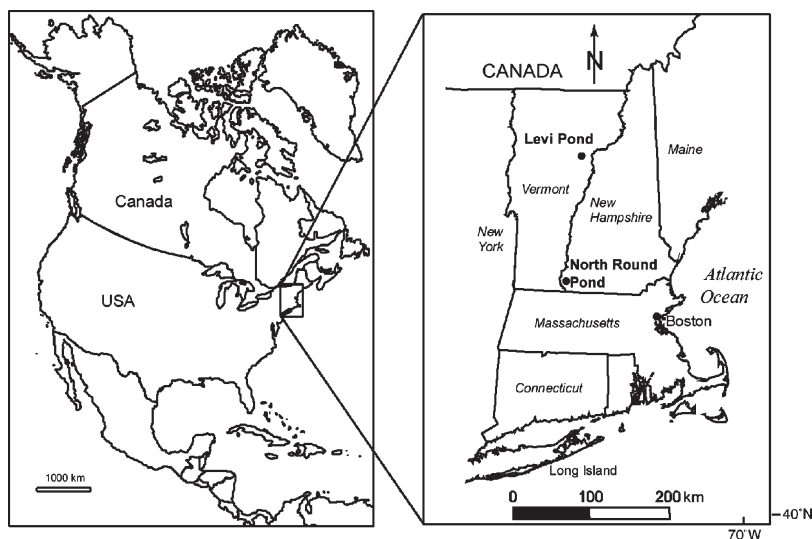 Canada
USA
1000 km
N
CANADA
Levi Pond
Maine
Vermont
New
Hampshire
New
York
North Round
Pond
Atlantic
Ocean
Massachusetts
Boston
Connecticut
Long Island
0 100 200 km
40°N
70°W